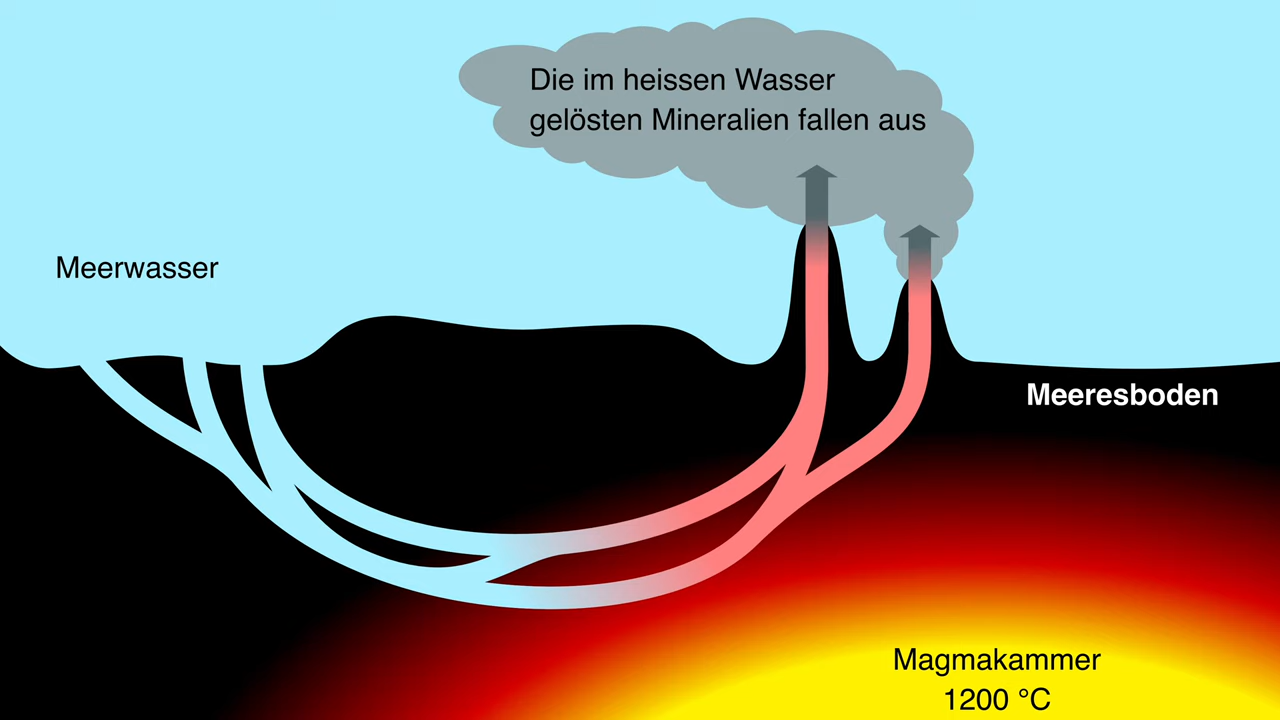 Die im heissen Wasser
gelösten Mineralien fallen aus
Meerwasser
Meeresboden
Magmakammer
1200 °C